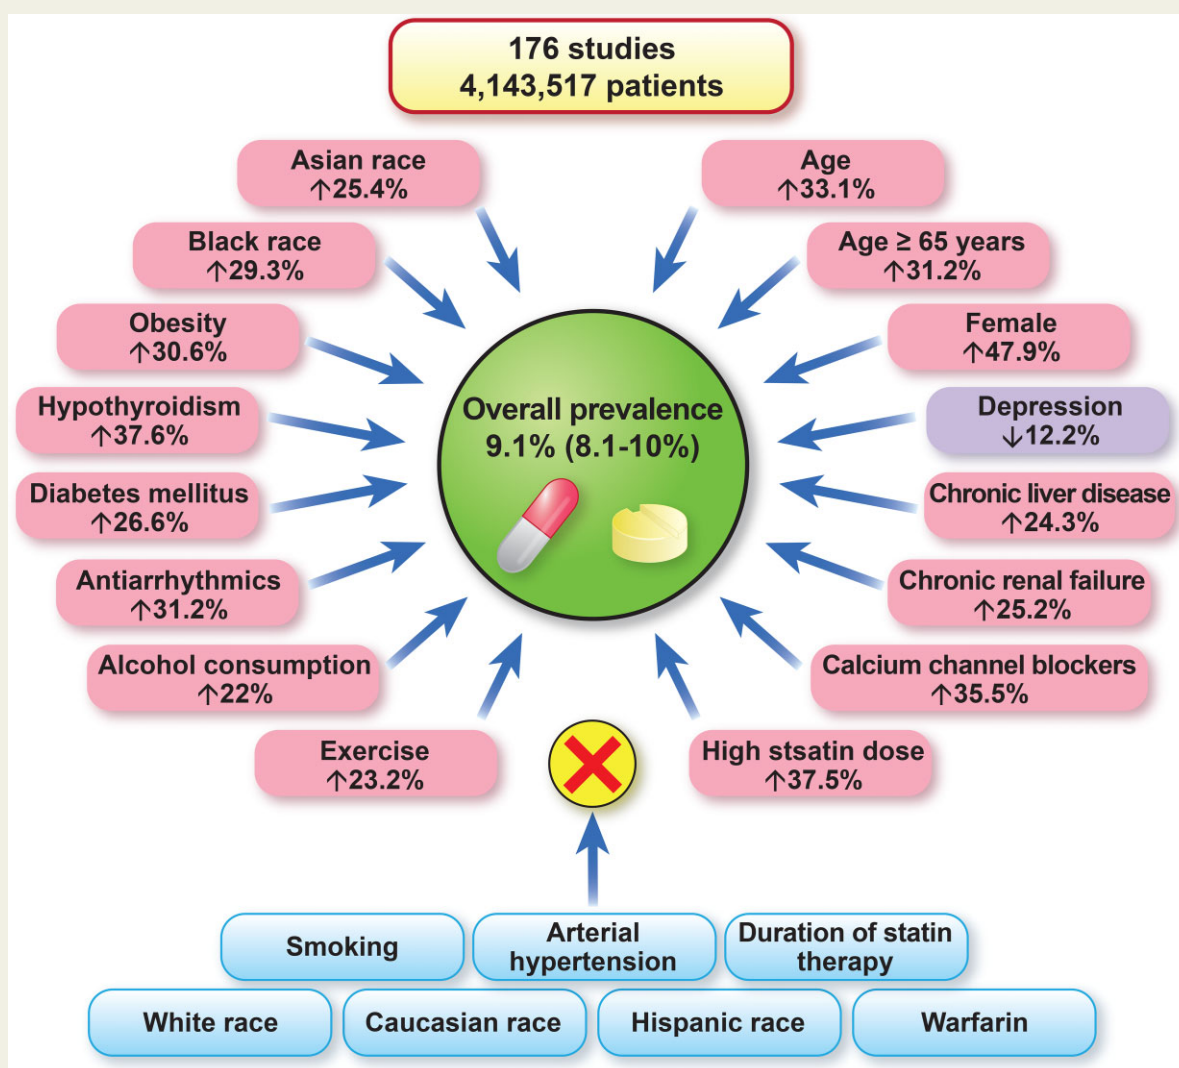 176 studies
4,143,517 patients
Asian race
↑25.4%
Age
↑33.1%
Black race
↑29.3%
Age ≥ 65 years
↑31.2%
Obesity
↑30.6%
Female
↑47.9%
Hypothyroidism
↑37.6%
Overall prevalence
9.1% (8.1-10%)
Depression
↓12.2%
Diabetes mellitus
↑26.6%
Chronic liver disease
↑24.3%
Antiarrhythmics
↑31.2%
Chronic renal failure
↑25.2%
Alcohol consumption
↑22%
Calcium channel blockers
↑35.5%
Exercise
↑23.2%
High stsatin dose
↑37.5%
Smoking
Arterial
hypertension
Duration of statin
therapy
White race
Caucasian race
Hispanic race
Warfarin